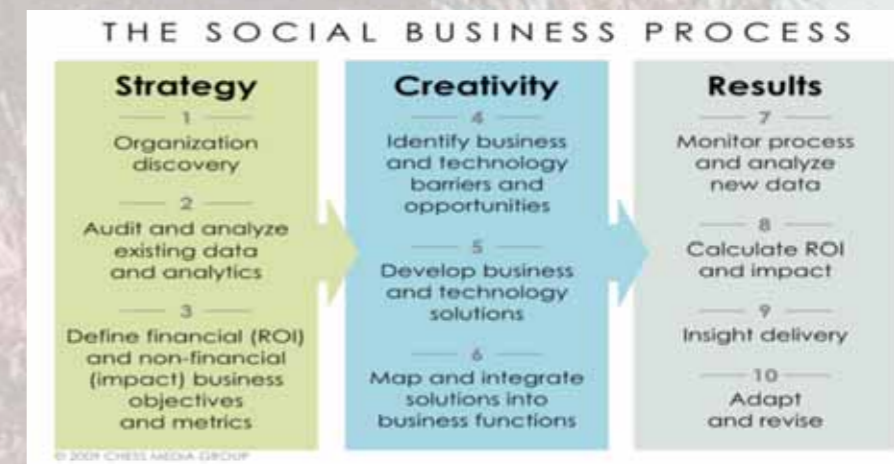 THE SOCIAL BUSINESS PROCESS
Strategy
1
Organization
discovery
2
Audit and analyze
existing data
and analytics
3
Define financial (ROI)
and non-financial
(impact) business
objectives
and metrics
Creativity
4
Identify business
and technology
barriers and
opportunities
5
Develop business
and technology
solutions
6
Map and integrate
solutions into
business functions
Results
7
Monitor process
and analyze
new data
8
Calculate ROI
and impact
9
Insight delivery
10
Adapt
and revise
© 2009 CHESS MEDIA GROUP